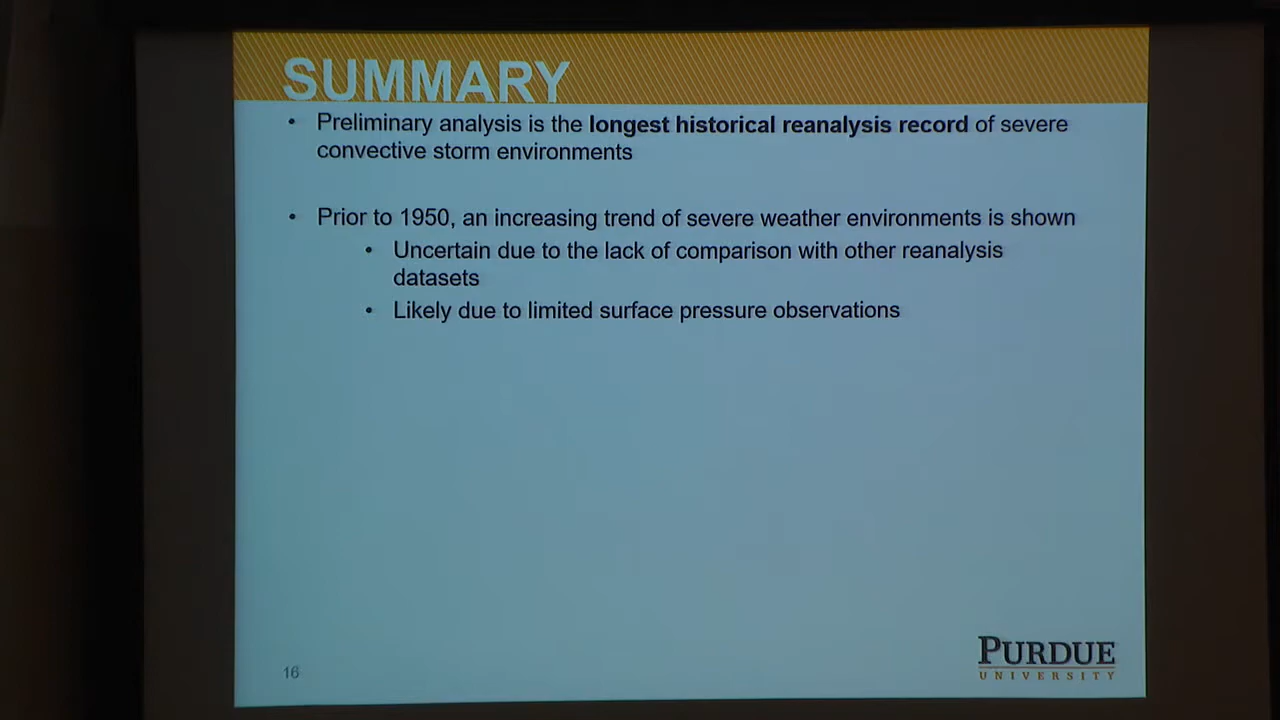 SUMMARY
• Preliminary analysis is the longest historical reanalysis record of severe
convective storm environments
• Prior to 1950, an increasing trend of severe weather environments is shown
• Uncertain due to the lack of comparison with other reanalysis
datasets
• Likely due to limited surface pressure observations
PURDUE
UNIVERSITY
16